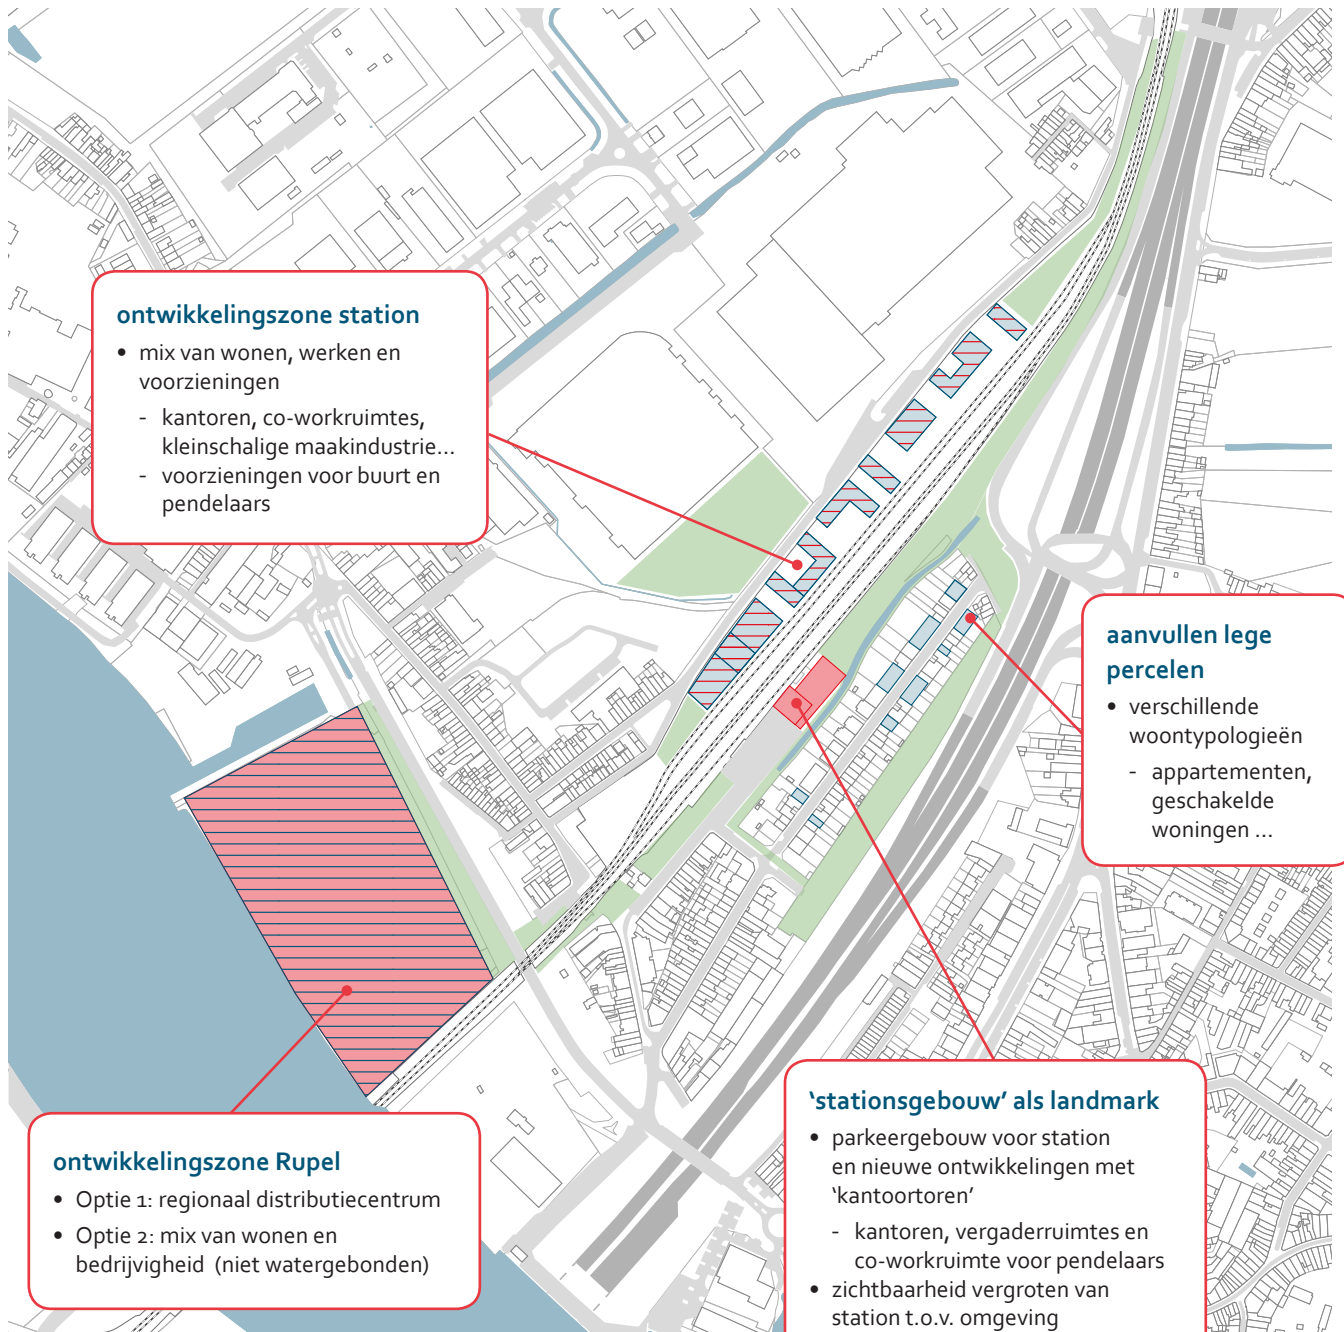 ontwikkelingszone station
• mix van wonen, werken en
voorzieningen
- kantoren, co-workruimtes,
kleinschalige maakindustrie...
- voorzieningen voor buurt en
pendelaars
aanvullen lege
percelen
• verschillende
woontypologieën
- appartementen,
geschakelde
woningen ...
ontwikkelingszone Rupel
• Optie 1: regionaal distributiecentrum
• Optie 2: mix van wonen en
bedrijvigheid (niet watergebonden)
‘stationsgebouw’ als landmark
• parkeergebouw voor station
en nieuwe ontwikkelingen met
‘kantoortoren’
- kantoren, vergaderruimtes en
co-workruimte voor pendelaars
• zichtbaarheid vergroten van
station t.o.v. omgeving